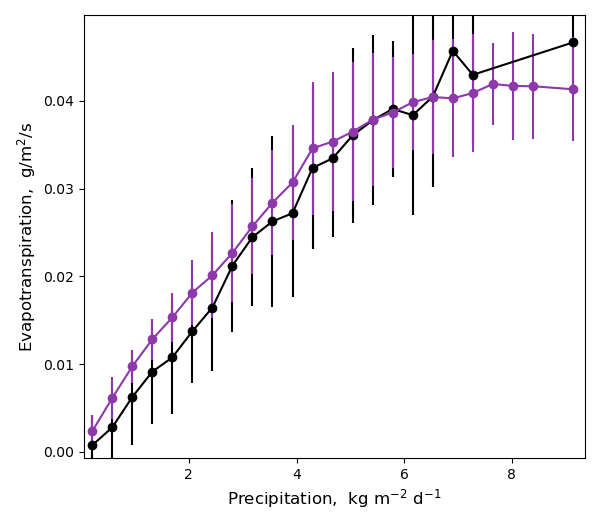 0.04
0.03
0.02
0.01
0.00
Evapotranspiration,  g/m²/s
2 4 6 8
Precipitation,  kg m⁻² d⁻¹